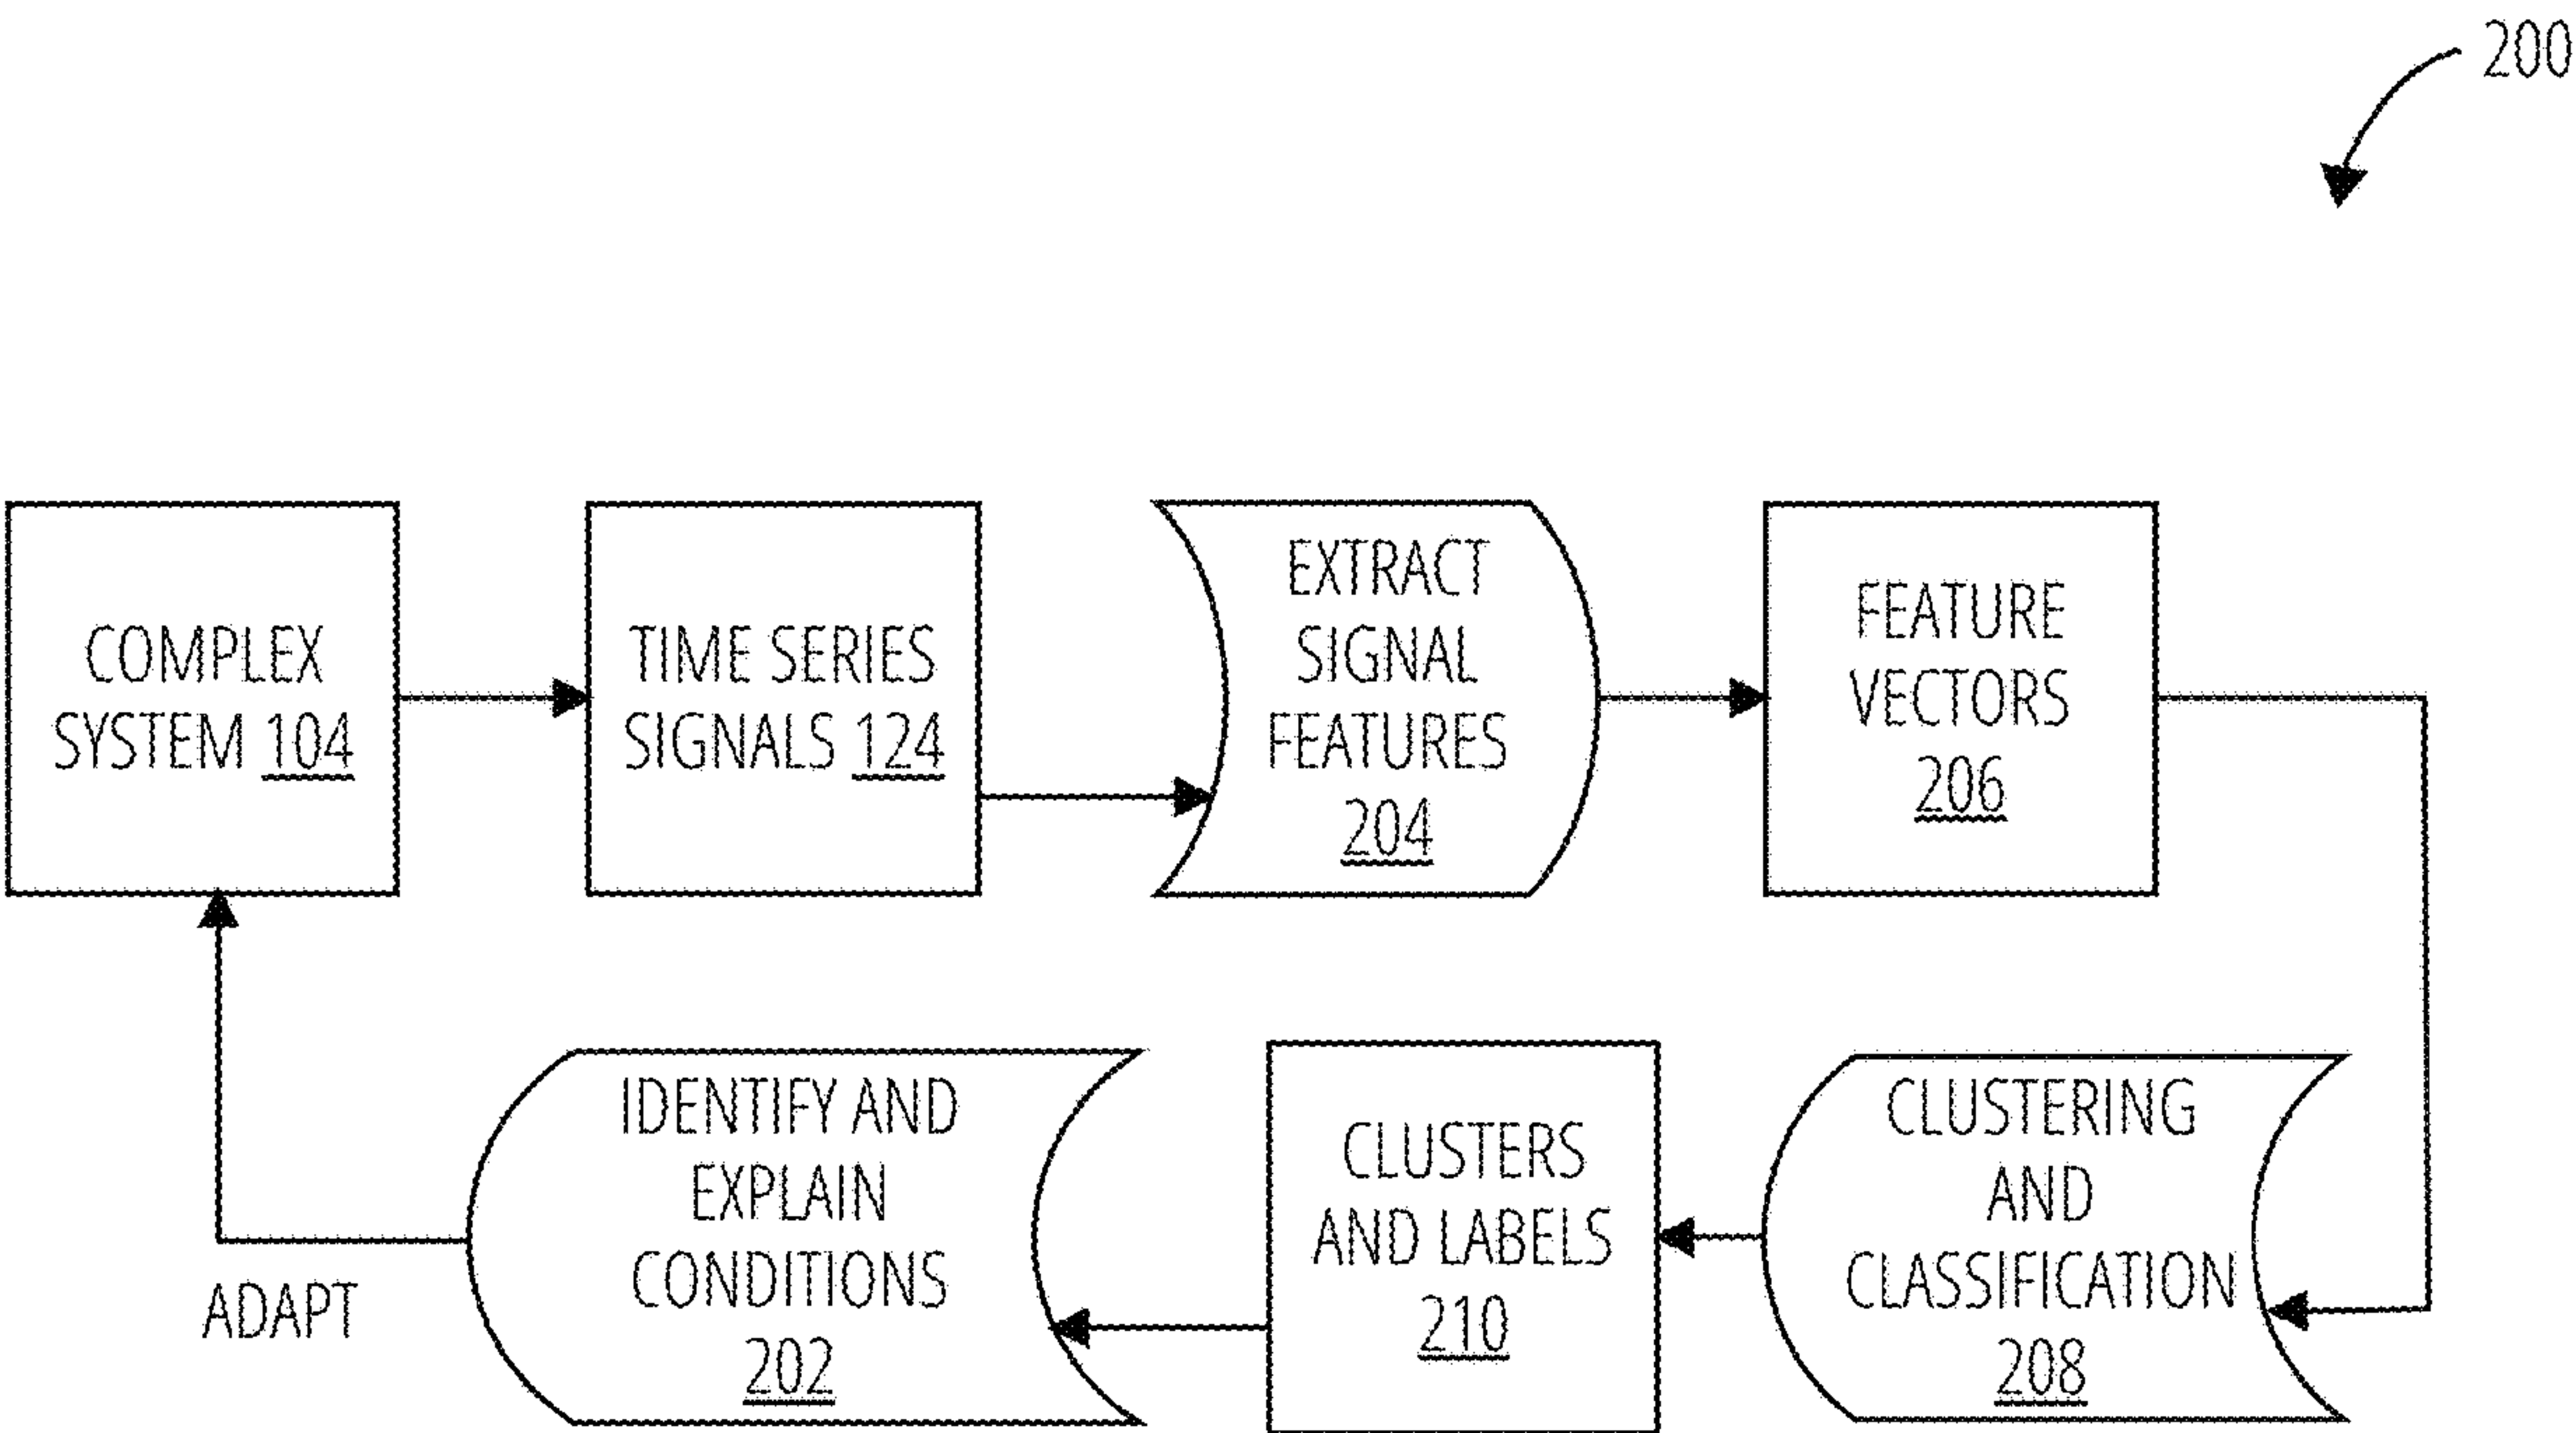 200
COMPLEX
SYSTEM 104
TIME SERIES
SIGNALS 124
EXTRACT
SIGNAL
FEATURES
204
FEATURE
VECTORS
206
CLUSTERING
AND
CLASSIFICATION
208
CLUSTERS
AND LABELS
210
IDENTIFY AND
EXPLAIN
CONDITIONS
202
ADAPT